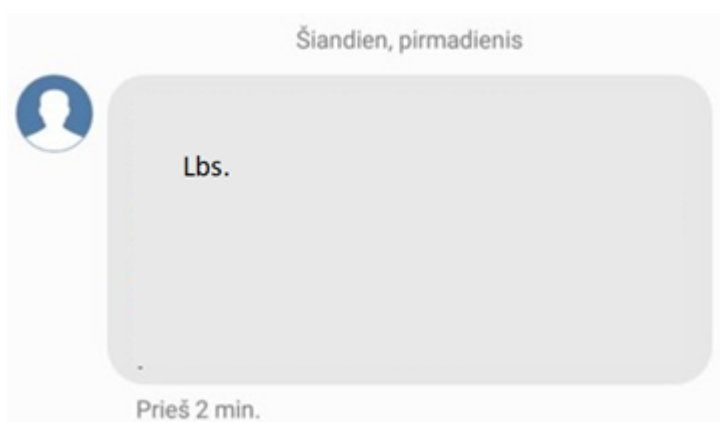 Šiandien, pirmadienis
Lbs.
.
Prieš 2 min.